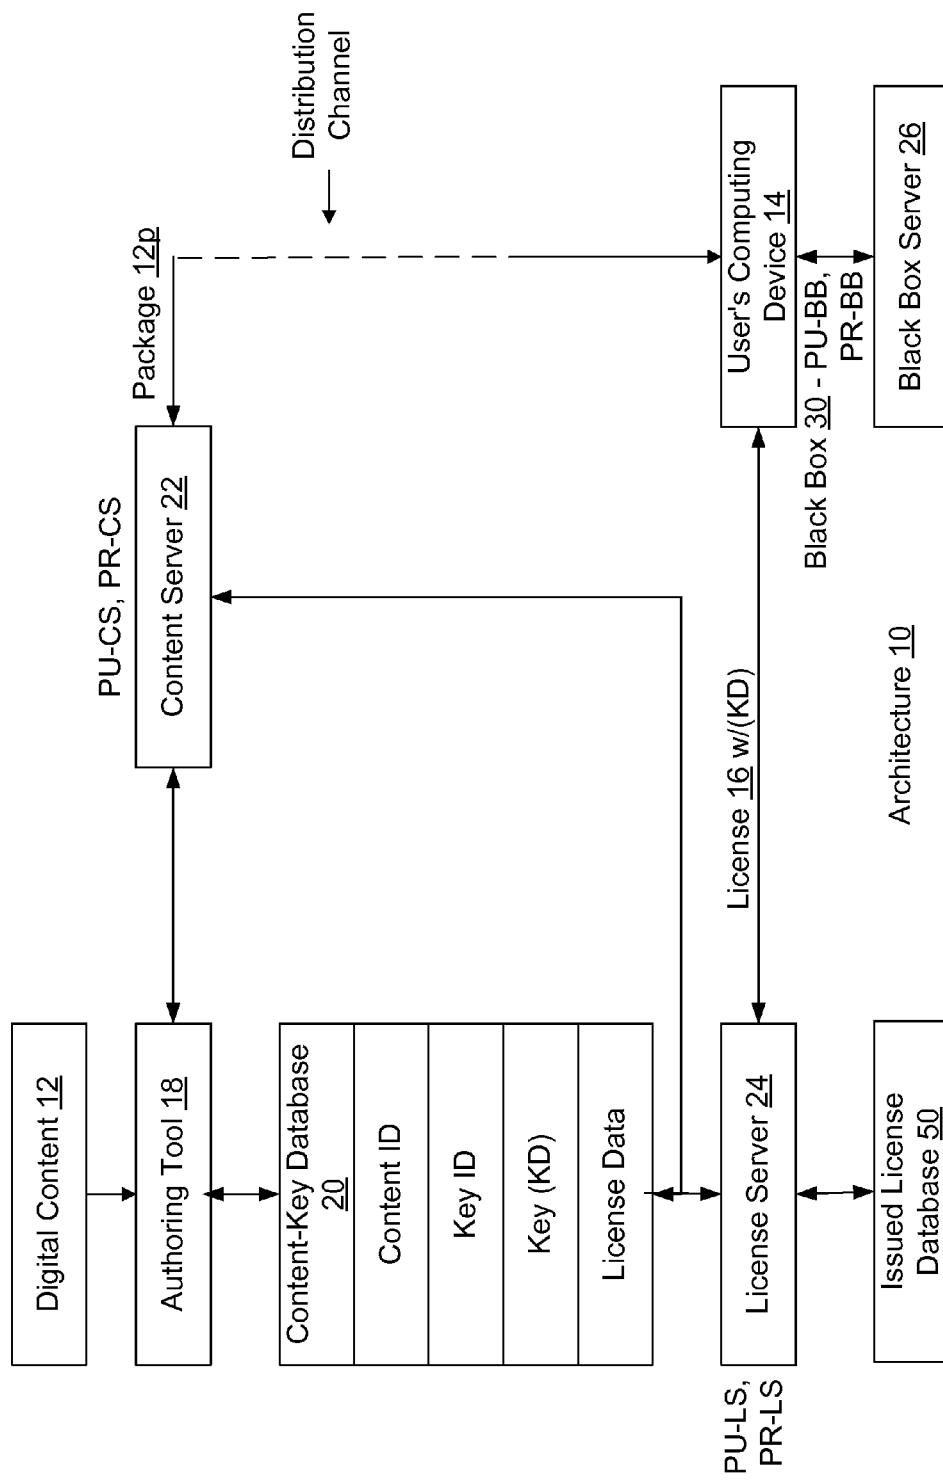 Digital Content 12
Authoring Tool 18
Content-Key Database
20
Content ID
Key ID
Key (KD)
License Data
PU-LS,
PR-LS
License Server 24
Issued License
Database 50
PU-CS, PR-CS
Content Server 22
Package 12p
Distribution
Channel
License 16 w/(KD)
User's Computing
Device 14
Black Box 30 - PU-BB,
PR-BB
Black Box Server 26
Architecture 10